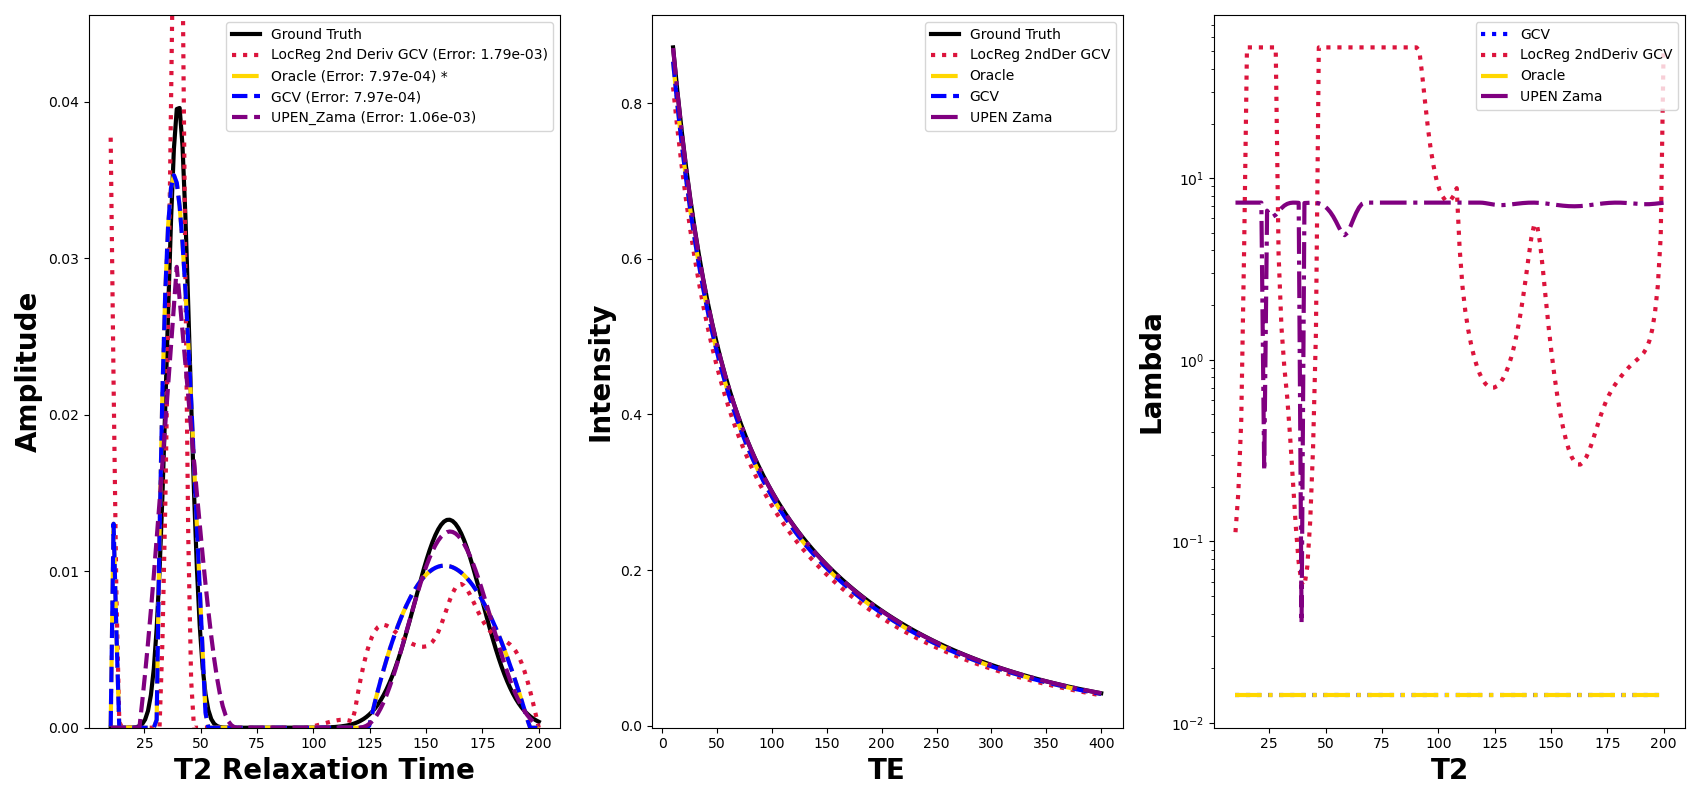 Ground Truth
LocReg 2nd Deriv GCV (Error: 1.79e-03)
Oracle (Error: 7.97e-04) *
GCV (Error: 7.97e-04)
UPEN_Zama (Error: 1.06e-03)
0.04
0.03
0.02
0.01
0.00
Amplitude
25 50 75 100 125 150 175 200
T2 Relaxation Time
Ground Truth
LocReg 2ndDer GCV
Oracle
GCV
UPEN Zama
0.8
0.6
0.4
0.2
0.0
Intensity
0 50 100 150 200 250 300 350 400
TE
GCV
LocReg 2ndDeriv GCV
Oracle
UPEN Zama
10¹
10⁰
10⁻¹
10⁻²
Lambda
25 50 75 100 125 150 175 200
T2